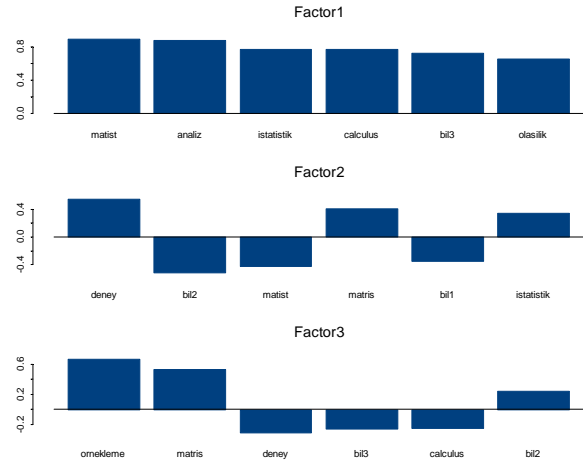 Factor1
0.8
0.4
0.0
matist analiz istatistik calculus bil3 olasilik
Factor2
0.4
0.0
-0.4
deney bil2 matist matris bil1 istatistik
Factor3
0.6
0.2
-0.2
ornekleme matris deney bil3 calculus bil2